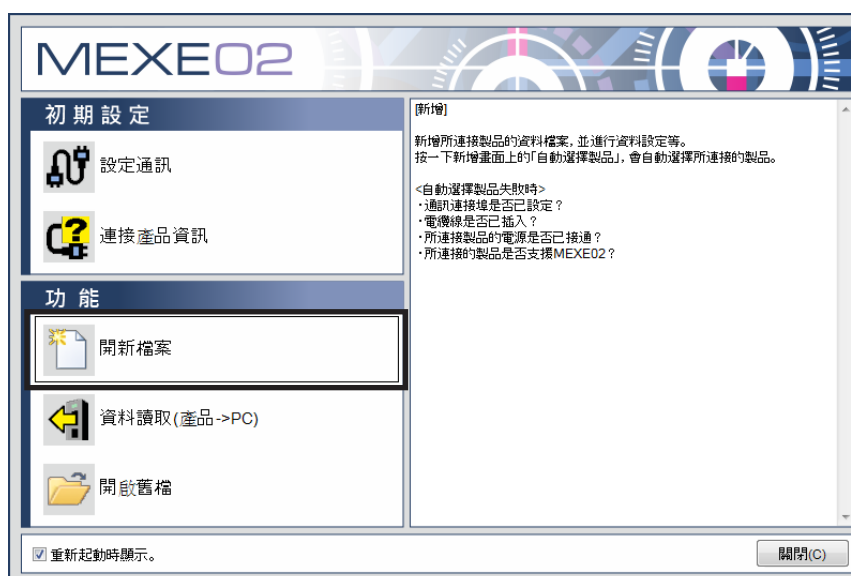 MEXE02
初期設定
設定通訊
連接產品資訊
功能
開新檔案
資料讀取(產品->PC)
開啟舊檔
[新增]
新增所連接製品的資料檔案，並進行資料設定等。
按一下新增畫面上的「自動選擇製品」，會自動選擇所連接的製品。
<自動選擇製品失敗時>
・通訊連接埠是否已設定？
・電纜線是否已插入？
・所連接製品的電源是否已接通？
・所連接的製品是否支援MEXE02？
重新起動時顯示。
關閉(C)